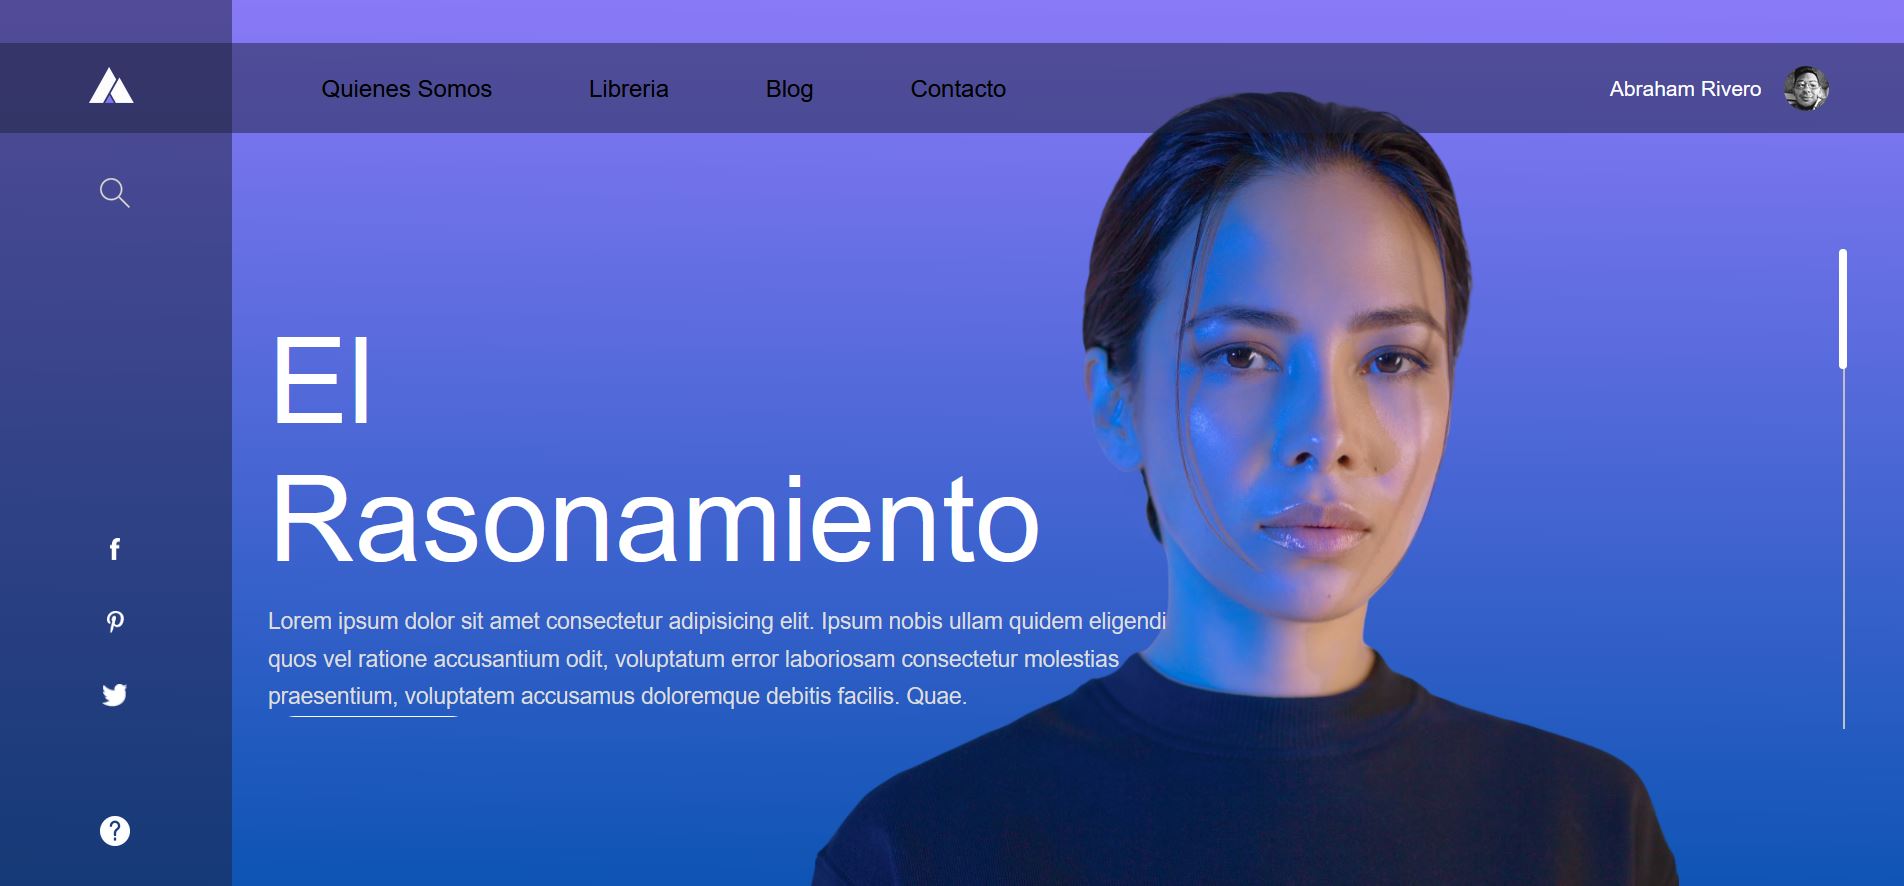 Quienes Somos
Libreria
Blog
Contacto
Abraham Rivero
El
Rasonamiento
Lorem ipsum dolor sit amet consectetur adipisicing elit. Ipsum nobis ullam quidem eligendi
quos vel ratione accusantium odit, voluptatum error laboriosam consectetur molestias
praesentium, voluptatem accusamus doloremque debitis facilis. Quae.